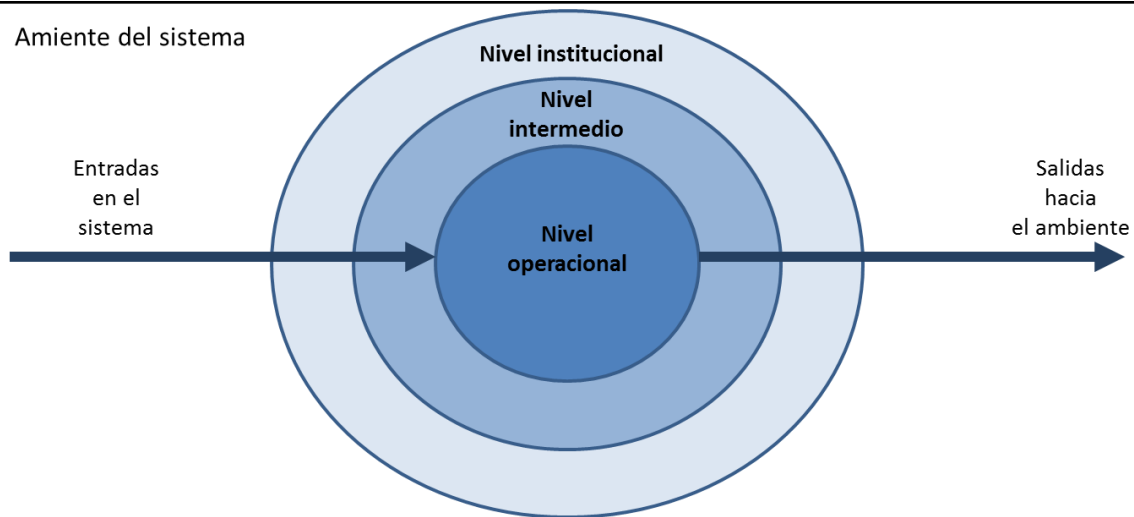 Amiente del sistema
Nivel institucional
Nivel
intermedio
Entradas
en el
sistema
Nivel
operacional
Salidas
hacia
el ambiente